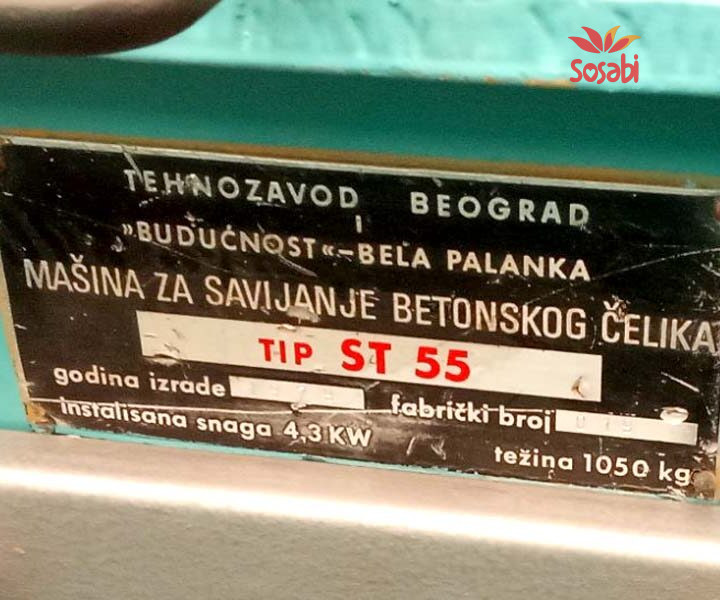 Sosabi
TEHNOZAVOD BEOGRAD
I
»BUDUĆNOST«-BELA PALANKA
MAŠINA ZA SAVIJANJE BETONSKOG ČELIKA
TIP ST 55
godina izrade fabrički broj
instalisana snaga 4,3 KW
težina 1050 kg